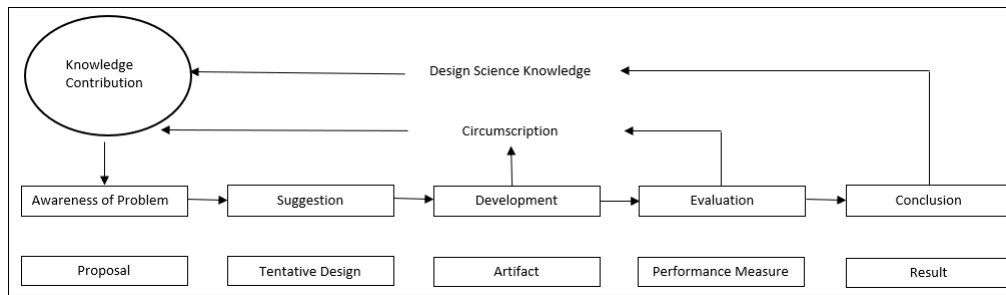 Knowledge
Contribution
Design Science Knowledge
Circumscription
Awareness of Problem
Suggestion
Development
Evaluation
Conclusion
Proposal
Tentative Design
Artifact
Performance Measure
Result